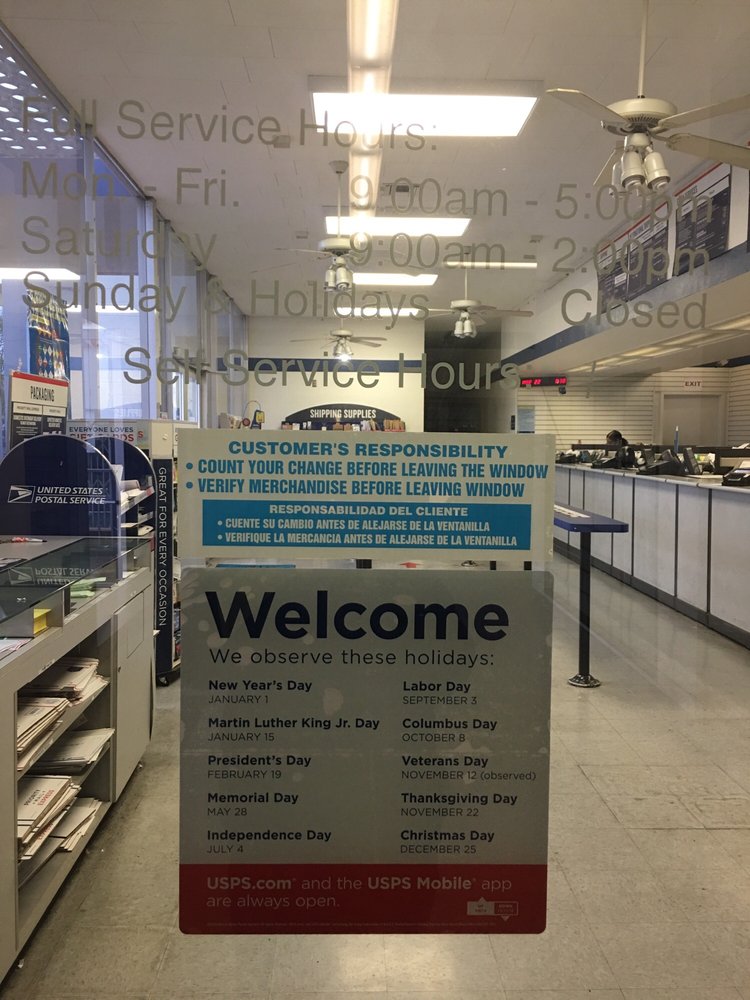 Full Service Hours:
Mon. - Fri. 9:00am - 5:00pm
Saturday 9:00am - 2:00pm
Sunday & Holidays Closed
Self Service Hours:
EXIT
PACKAGING
SHIPPING SUPPLIES
EVERYONE LOVES
UNITED STATES
POSTAL SERVICE
GREAT FOR EVERY OCCASION
CUSTOMER'S RESPONSIBILITY
• COUNT YOUR CHANGE BEFORE LEAVING THE WINDOW
• VERIFY MERCHANDISE BEFORE LEAVING WINDOW
RESPONSABILIDAD DEL CLIENTE
• CUENTE SU CAMBIO ANTES DE ALEJARSE DE LA VENTANILLA
• VERIFIQUE LA MERCANCIA ANTES DE ALEJARSE DE LA VENTANILLA
Welcome
We observe these holidays:
New Year's Day
JANUARY 1
Martin Luther King Jr. Day
JANUARY 15
President's Day
FEBRUARY 19
Memorial Day
MAY 28
Independence Day
JULY 4
Labor Day
SEPTEMBER 3
Columbus Day
OCTOBER 8
Veterans Day
NOVEMBER 12 (observed)
Thanksgiving Day
NOVEMBER 22
Christmas Day
DECEMBER 25
USPS.com® and the USPS Mobile® app
are always open.